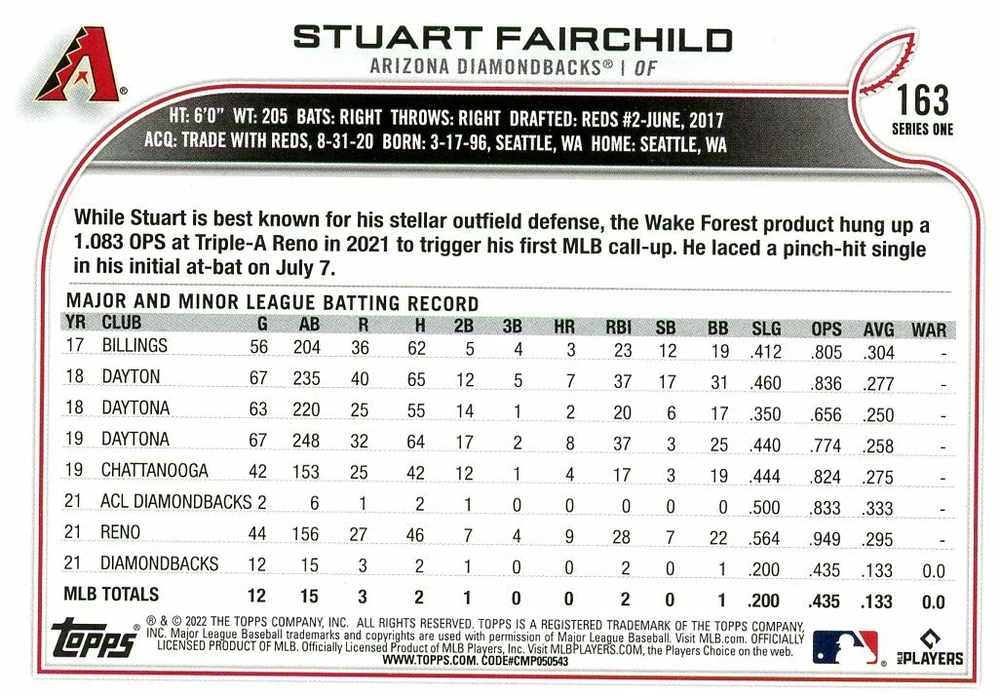 STUART FAIRCHILD
ARIZONA DIAMONDBACKS® | OF
163
SERIES ONE
HT: 6'0" WT: 205 BATS: RIGHT THROWS: RIGHT DRAFTED: REDS #2-JUNE, 2017
ACQ: TRADE WITH REDS, 8-31-20 BORN: 3-17-96, SEATTLE, WA HOME: SEATTLE, WA
While Stuart is best known for his stellar outfield defense, the Wake Forest product hung up a
1.083 OPS at Triple-A Reno in 2021 to trigger his first MLB call-up. He laced a pinch-hit single
in his initial at-bat on July 7.
MAJOR AND MINOR LEAGUE BATTING RECORD
YR CLUB G AB R H 2B 3B HR RBI SB BB SLG OPS AVG WAR
17 BILLINGS 56 204 36 62 5 4 3 23 12 19 .412 .805 .304 -
18 DAYTON 67 235 40 65 12 5 7 37 17 31 .460 .836 .277 -
18 DAYTONA 63 220 25 55 14 1 2 20 6 17 .350 .656 .250 -
19 DAYTONA 67 248 32 64 17 2 8 37 3 25 .440 .774 .258 -
19 CHATTANOOGA 42 153 25 42 12 1 4 17 3 19 .444 .824 .275 -
21 ACL DIAMONDBACKS 2 6 1 2 1 0 0 0 0 0 .500 .833 .333 -
21 RENO 44 156 27 46 7 4 9 28 7 22 .564 .949 .295 -
21 DIAMONDBACKS 12 15 3 2 1 0 0 2 0 1 .200 .435 .133 0.0
MLB TOTALS 12 15 3 2 1 0 0 2 0 1 .200 .435 .133 0.0
Topps®
® & © 2022 THE TOPPS COMPANY, INC. ALL RIGHTS RESERVED. TOPPS IS A REGISTERED TRADEMARK OF THE TOPPS COMPANY,
INC. Major League Baseball trademarks and copyrights are used with permission of Major League Baseball. Visit MLB.com. OFFICIALLY
LICENSED PRODUCT OF MLB. Officially Licensed Product of MLB Players, Inc. Visit MLBPLAYERS.COM, the Players Choice on the web.
WWW.TOPPS.COM. CODE#CMP050543
MLB PLAYERS